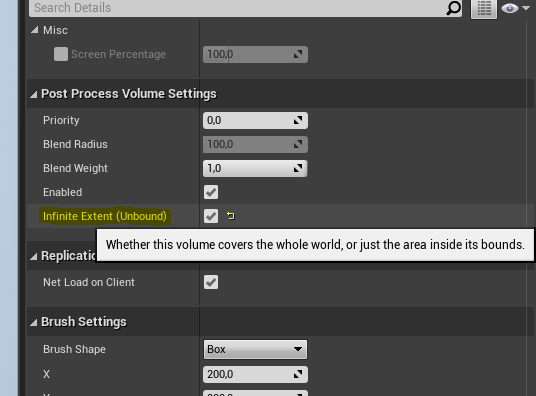 Search Details
Misc
Screen Percentage 100,0
Post Process Volume Settings
Priority 0,0
Blend Radius 100,0
Blend Weight 1,0
Enabled
Infinite Extent (Unbound)
Whether this volume covers the whole world, or just the area inside its bounds.
Net Load on Client
Brush Settings
Brush Shape Box
X 200,0